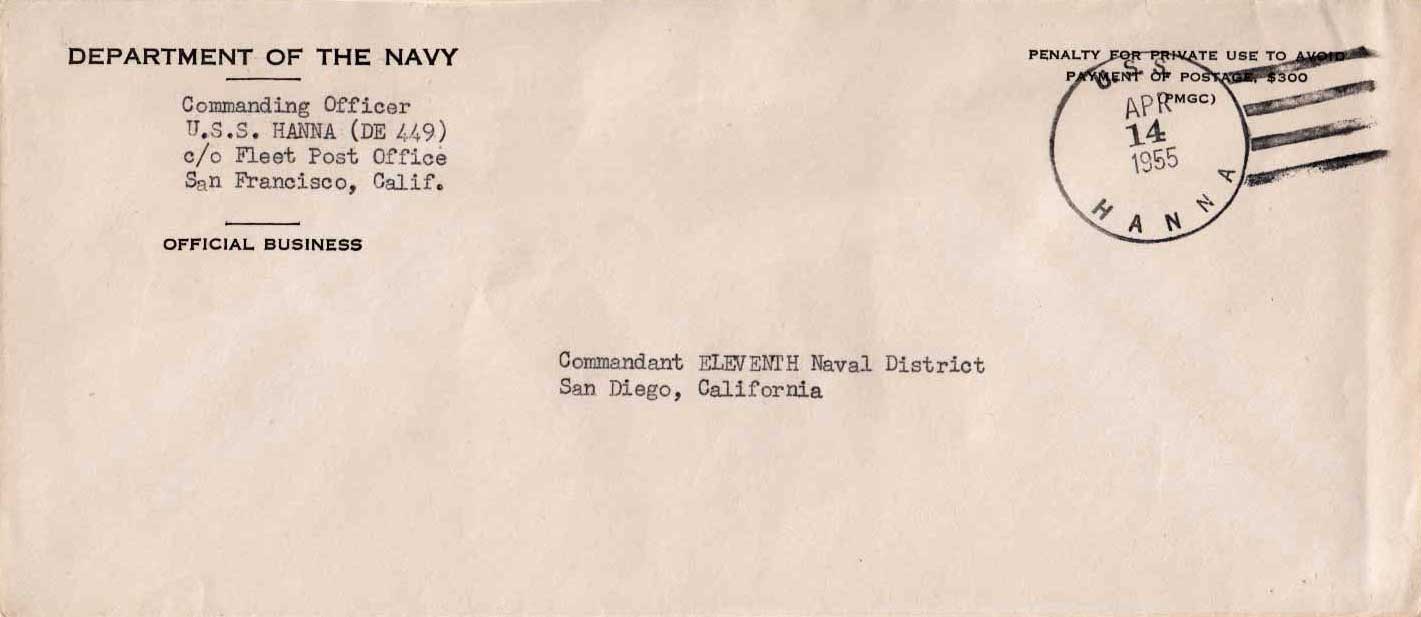 DEPARTMENT OF THE NAVY
Commanding Officer
U.S.S. HANNA (DE 449)
c/o Fleet Post Office
San Francisco, Calif.
OFFICIAL BUSINESS
PENALTY FOR PRIVATE USE TO AVOID
PAYMENT OF POSTAGE, $300
(PMGC)
U S S
APR
14
1955
HANNA
Commandant ELEVENTH Naval District
San Diego, California